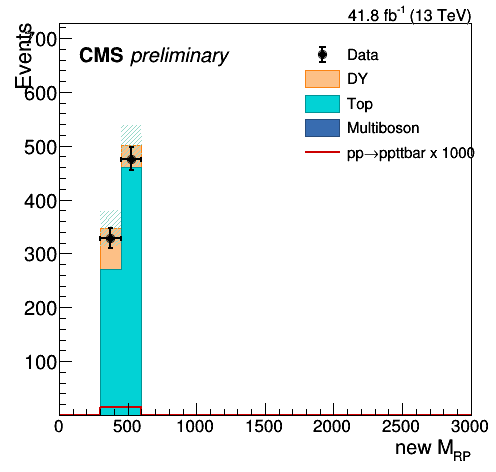 41.8 fb-1 (13 TeV)
Events
700
600
500
400
300
200
100
CMS preliminary
Data
DY
Top
Multiboson
pp→ppttbar x 1000
0 500 1000 1500 2000 2500 3000
new MRP